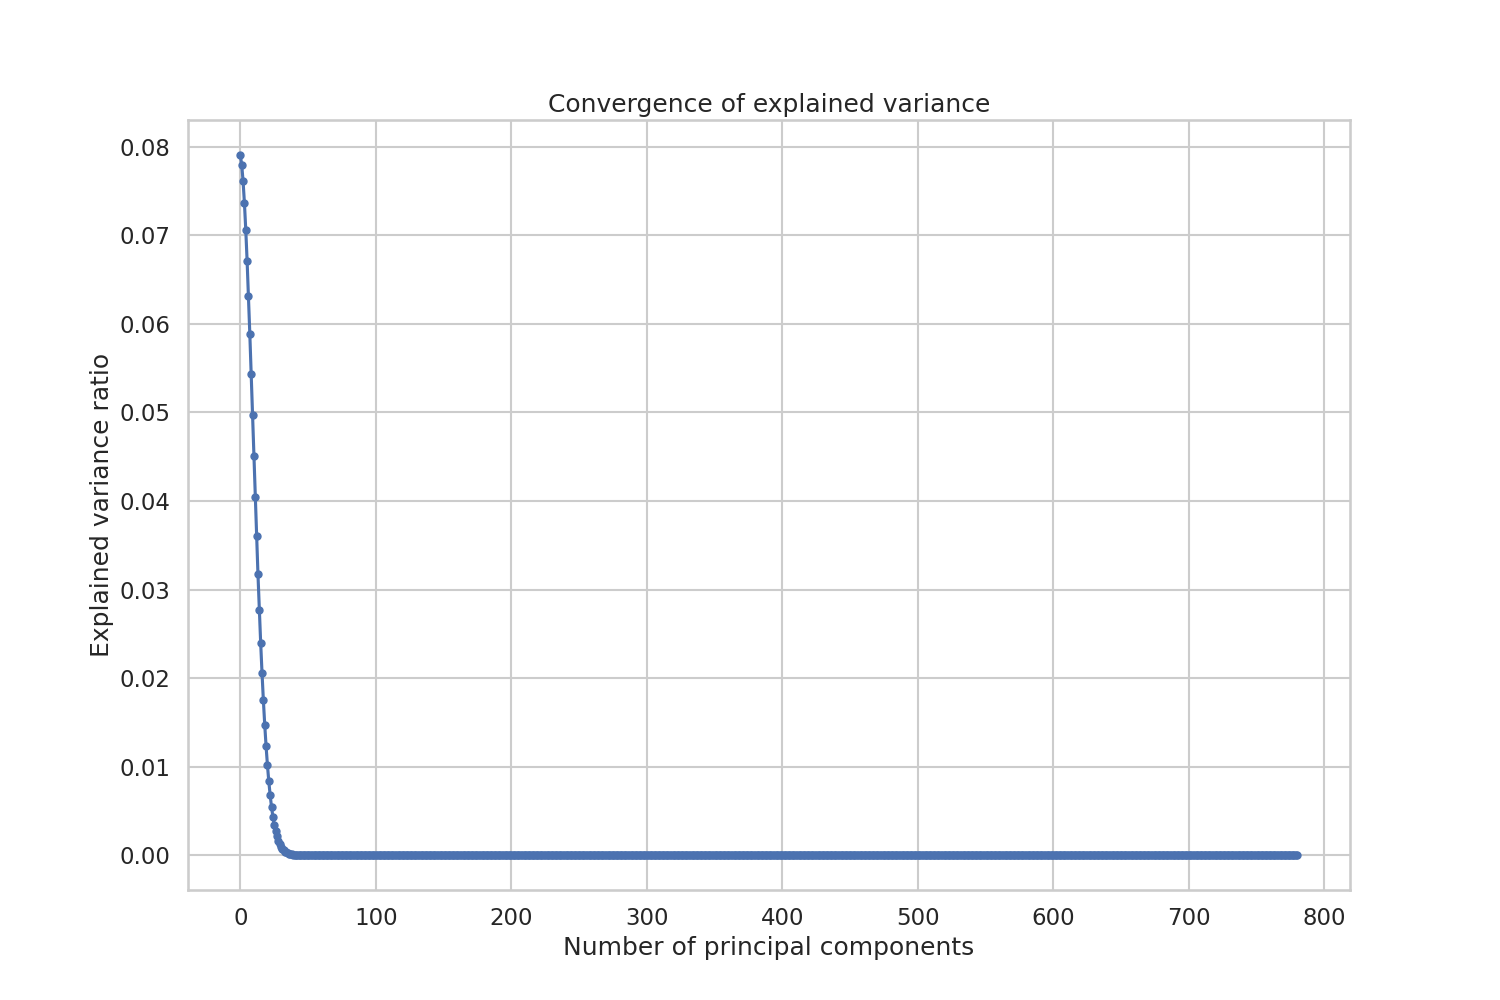 Convergence of explained variance
0.08
0.07
0.06
0.05
0.04
0.03
0.02
0.01
0.00
Explained variance ratio
0 100 200 300 400 500 600 700 800
Number of principal components